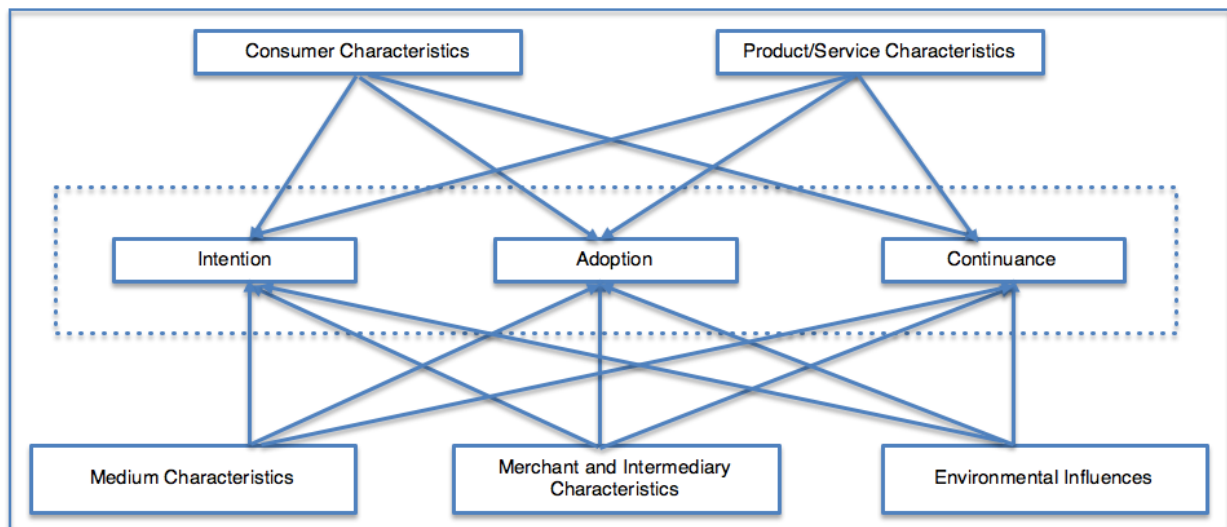 Consumer Characteristics
Product/Service Characteristics
Intention
Adoption
Continuance
Medium Characteristics
Merchant and Intermediary
Characteristics
Environmental Influences